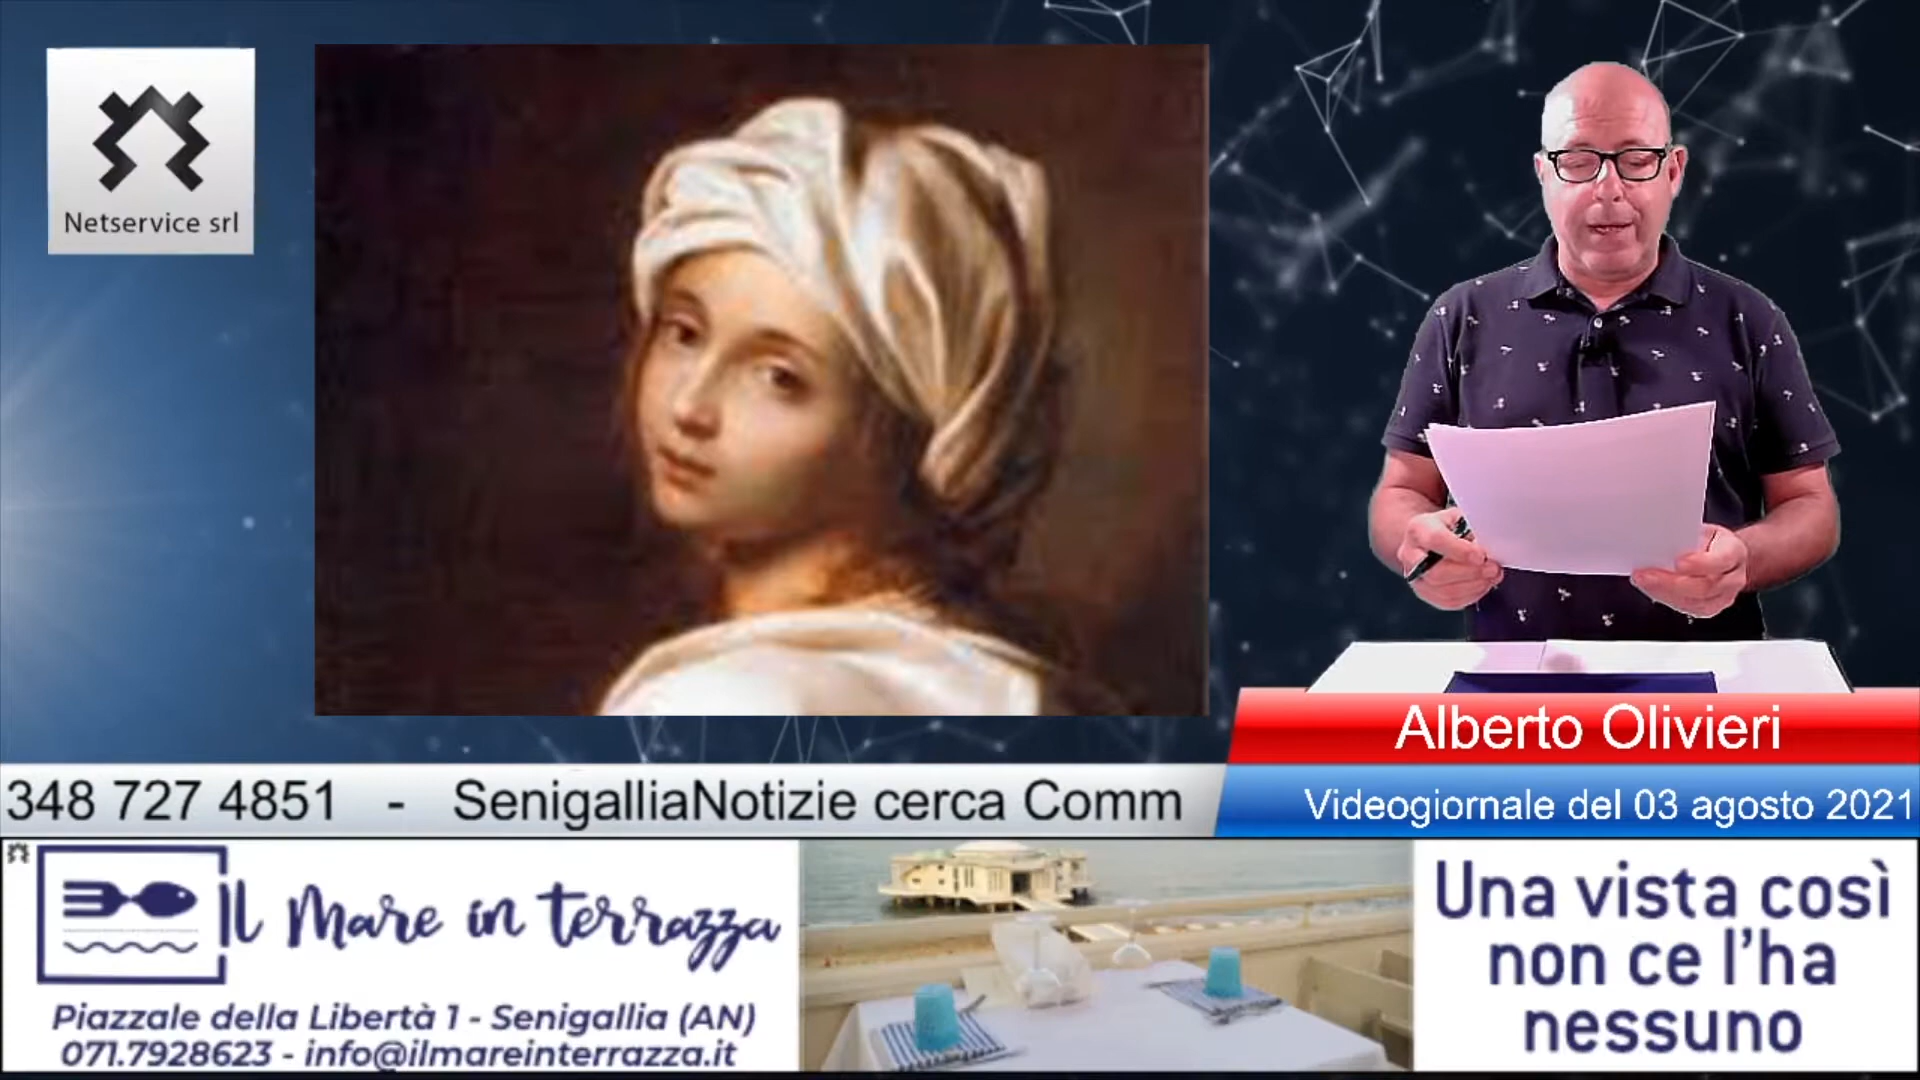 Netservice srl
Alberto Olivieri
348 727 4851 - SenigalliaNotizie cerca Comm
Videogiornale del 03 agosto 2021
Il Mare in terrazza
Piazzale della Libertà 1 - Senigallia (AN)
071.7928623 - info@ilmareinterrazza.it
Una vista così
non ce l'ha
nessuno